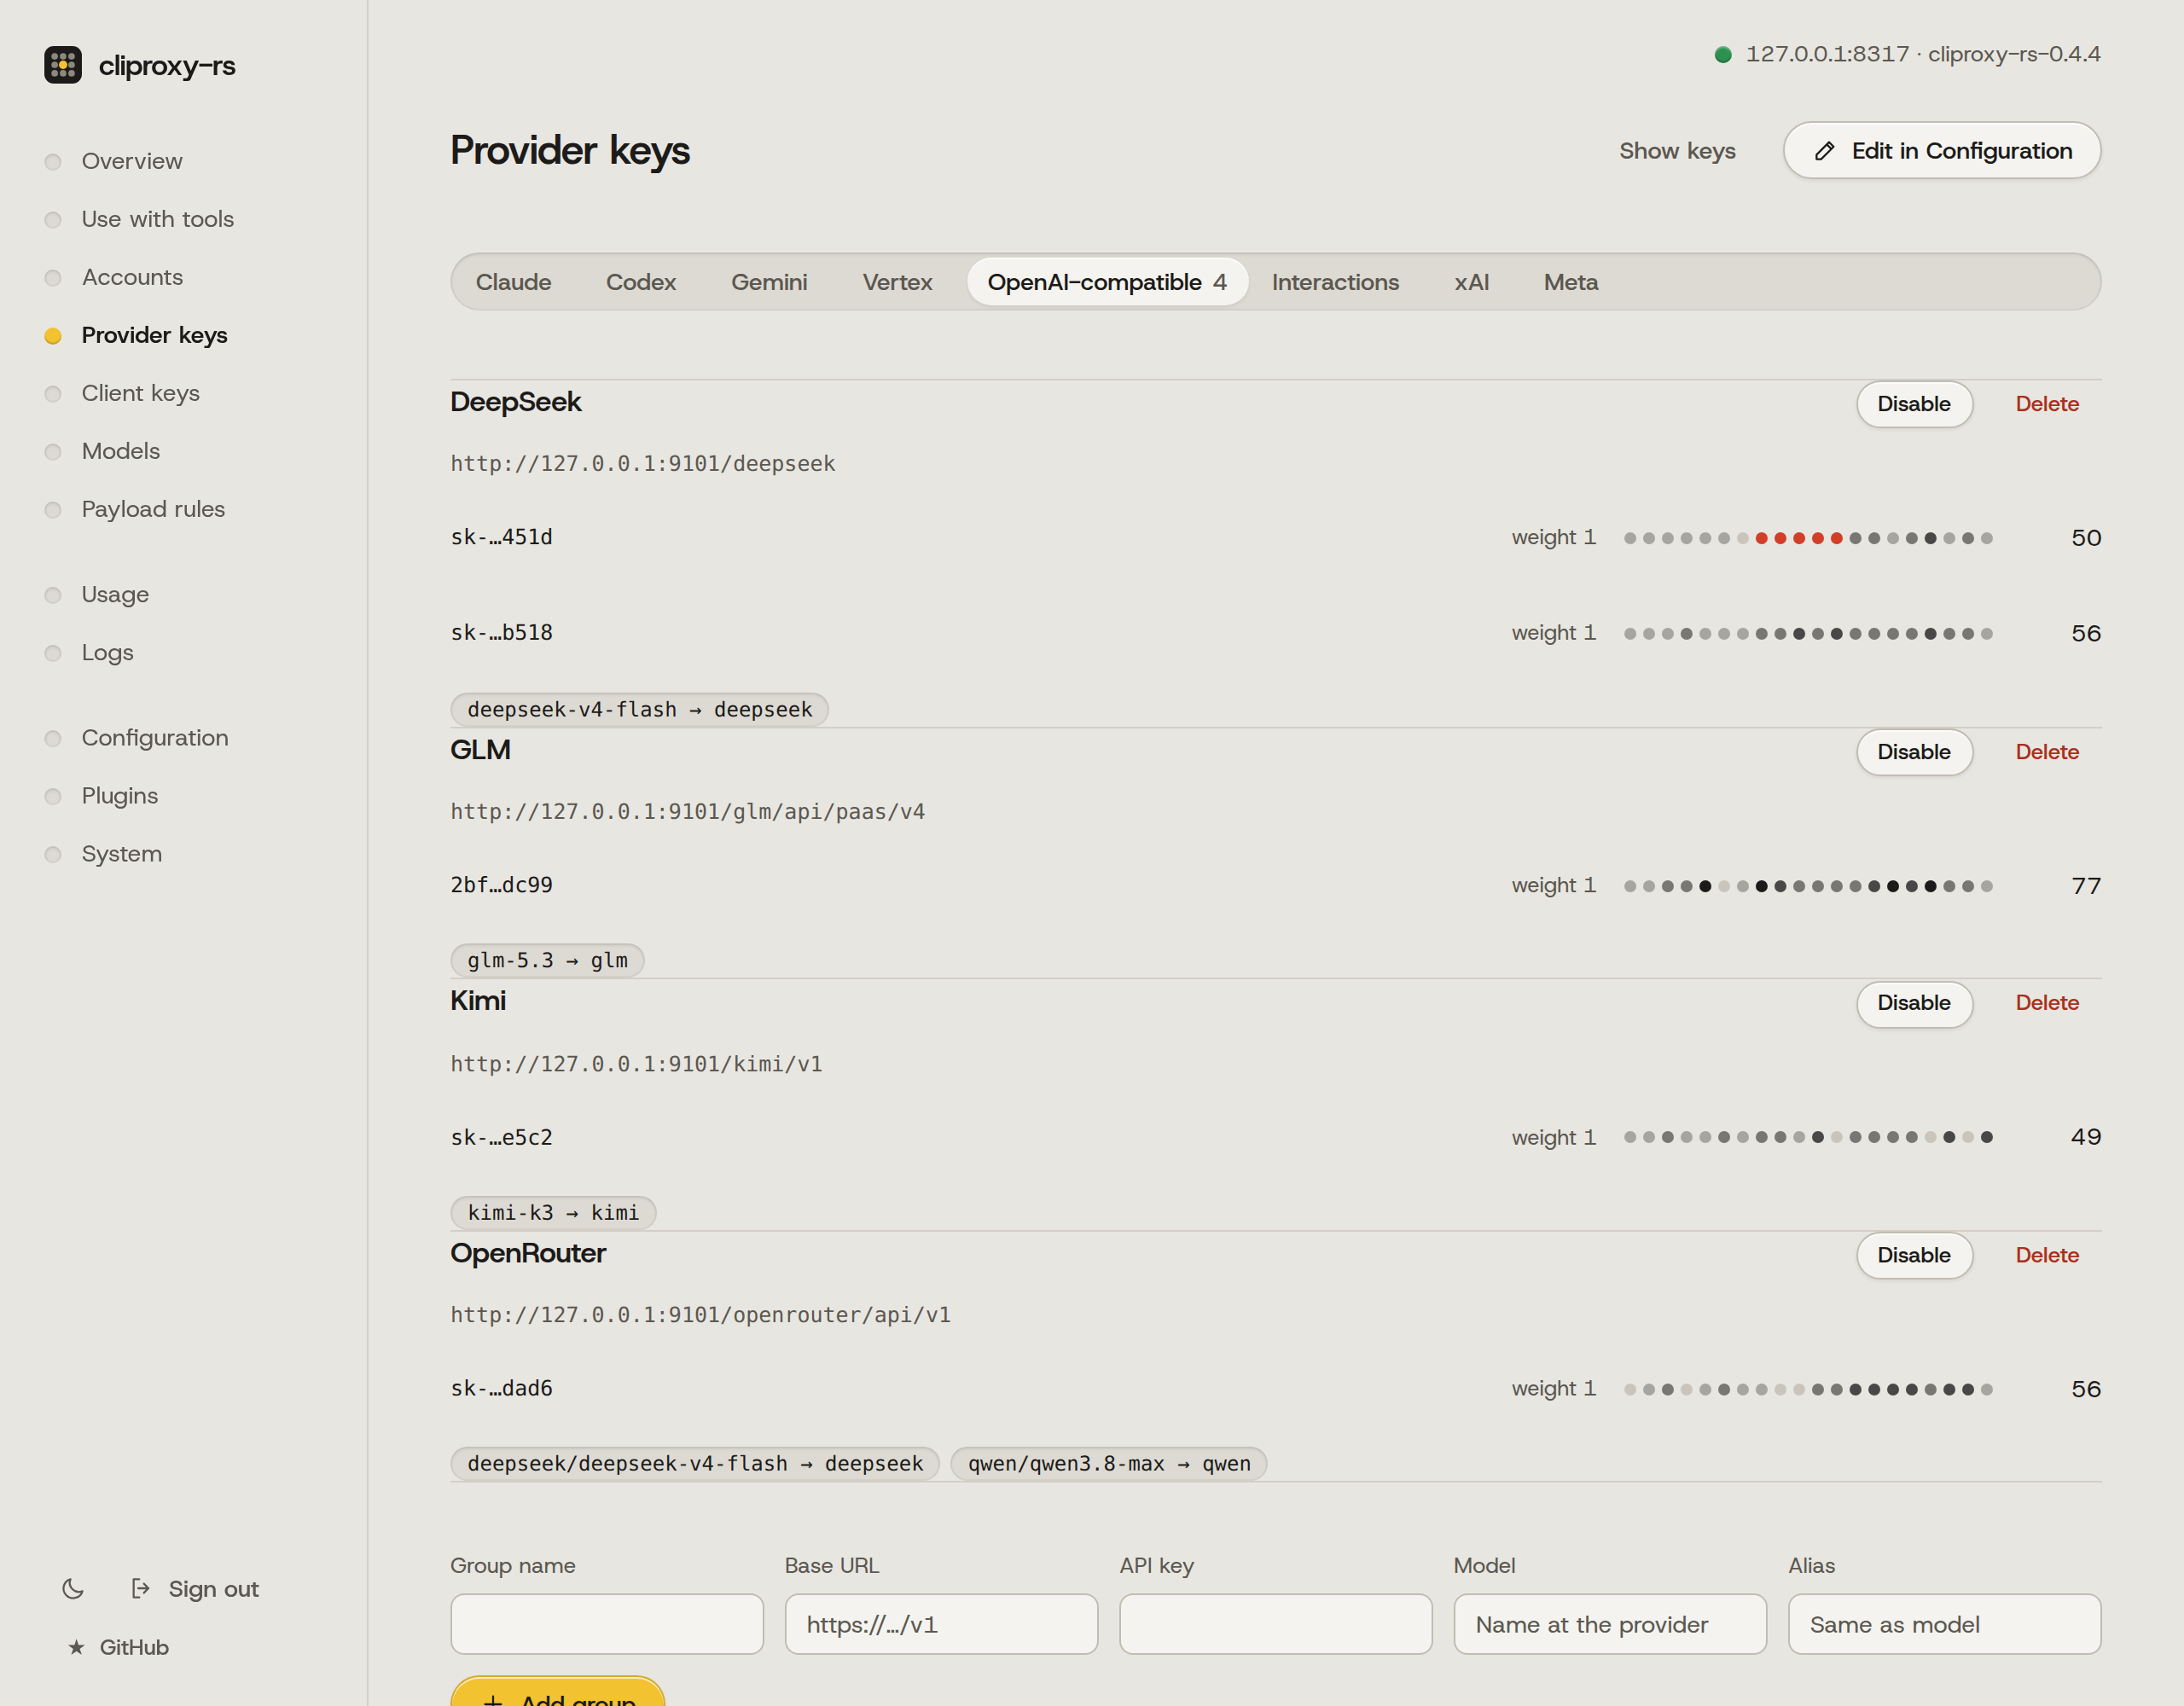 cliproxy-rs
127.0.0.1:8317 · cliproxy-rs-0.4.4
Overview
Use with tools
Accounts
Provider keys
Client keys
Models
Payload rules
Usage
Logs
Configuration
Plugins
System
Sign out
★ GitHub
Provider keys
Show keys
Edit in Configuration
Claude Codex Gemini Vertex OpenAI-compatible 4 Interactions xAI Meta
DeepSeek Disable Delete
http://127.0.0.1:9101/deepseek
sk-…451d weight 1 50
sk-…b518 weight 1 56
deepseek-v4-flash → deepseek
GLM Disable Delete
http://127.0.0.1:9101/glm/api/paas/v4
2bf…dc99 weight 1 77
glm-5.3 → glm
Kimi Disable Delete
http://127.0.0.1:9101/kimi/v1
sk-…e5c2 weight 1 49
kimi-k3 → kimi
OpenRouter Disable Delete
http://127.0.0.1:9101/openrouter/api/v1
sk-…dad6 weight 1 56
deepseek/deepseek-v4-flash → deepseek qwen/qwen3.8-max → qwen
Group name Base URL API key Model Alias
https://…/v1 Name at the provider Same as model
+ Add group